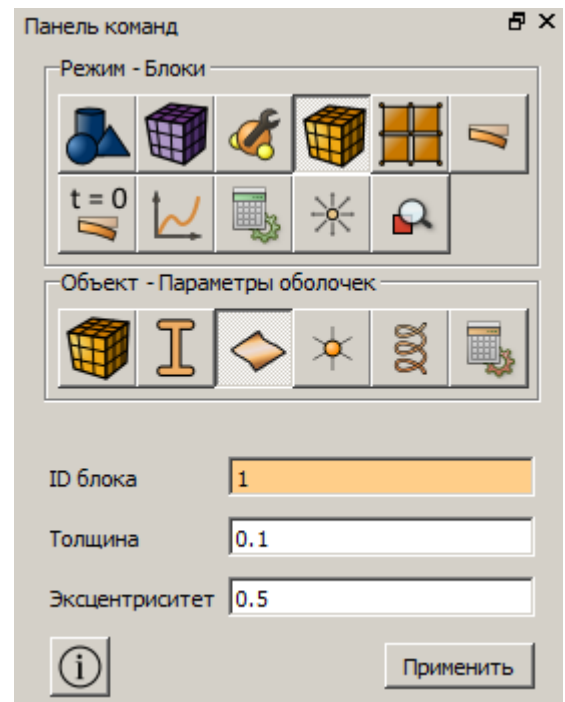 Панель команд
Режим - Блоки
t = 0
Объект - Параметры оболочек
ID блока 1
Толщина 0.1
Эксцентриситет 0.5
i Применить